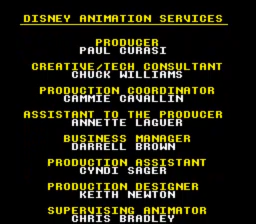 DISNEY ANIMATION SERVICES
PRODUCER
PAUL CURASI
CREATIVE/TECH CONSULTANT
CHUCK WILLIAMS
PRODUCTION COORDINATOR
CAMMIE CAVALLIN
ASSISTANT TO THE PRODUCER
ANNETTE LAGUER
BUSINESS MANAGER
DARRELL BROWN
PRODUCTION ASSISTANT
CYNDI SAGER
PRODUCTION DESIGNER
KEITH NEWTON
SUPERVISING ANIMATOR
CHRIS BRADLEY